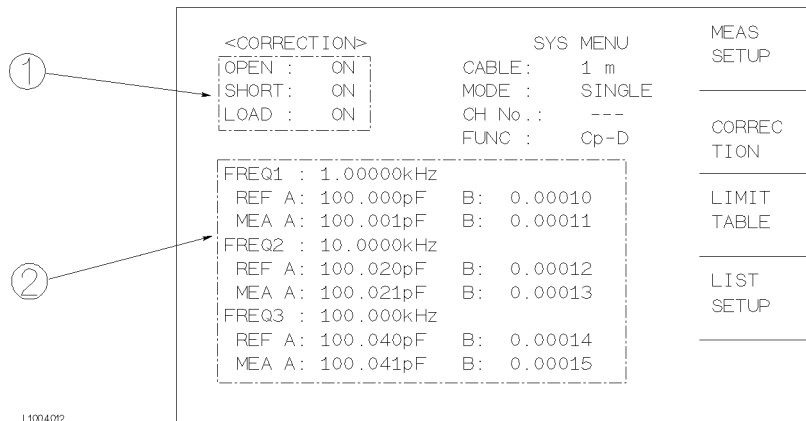 <CORRECTION>
SYS MENU
OPEN : ON
CABLE: 1 m
SHORT: ON
MODE : SINGLE
LOAD : ON
CH No.: ---
FUNC : Cp-D
FREQ1 : 1.00000kHz
REF A: 100.000pF B: 0.00010
MEA A: 100.001pF B: 0.00011
FREQ2 : 10.0000kHz
REF A: 100.020pF B: 0.00012
MEA A: 100.021pF B: 0.00013
FREQ3 : 100.000kHz
REF A: 100.040pF B: 0.00014
MEA A: 100.041pF B: 0.00015
MEAS
SETUP
CORREC
TION
LIMIT
TABLE
LIST
SETUP
1
2
L1004012